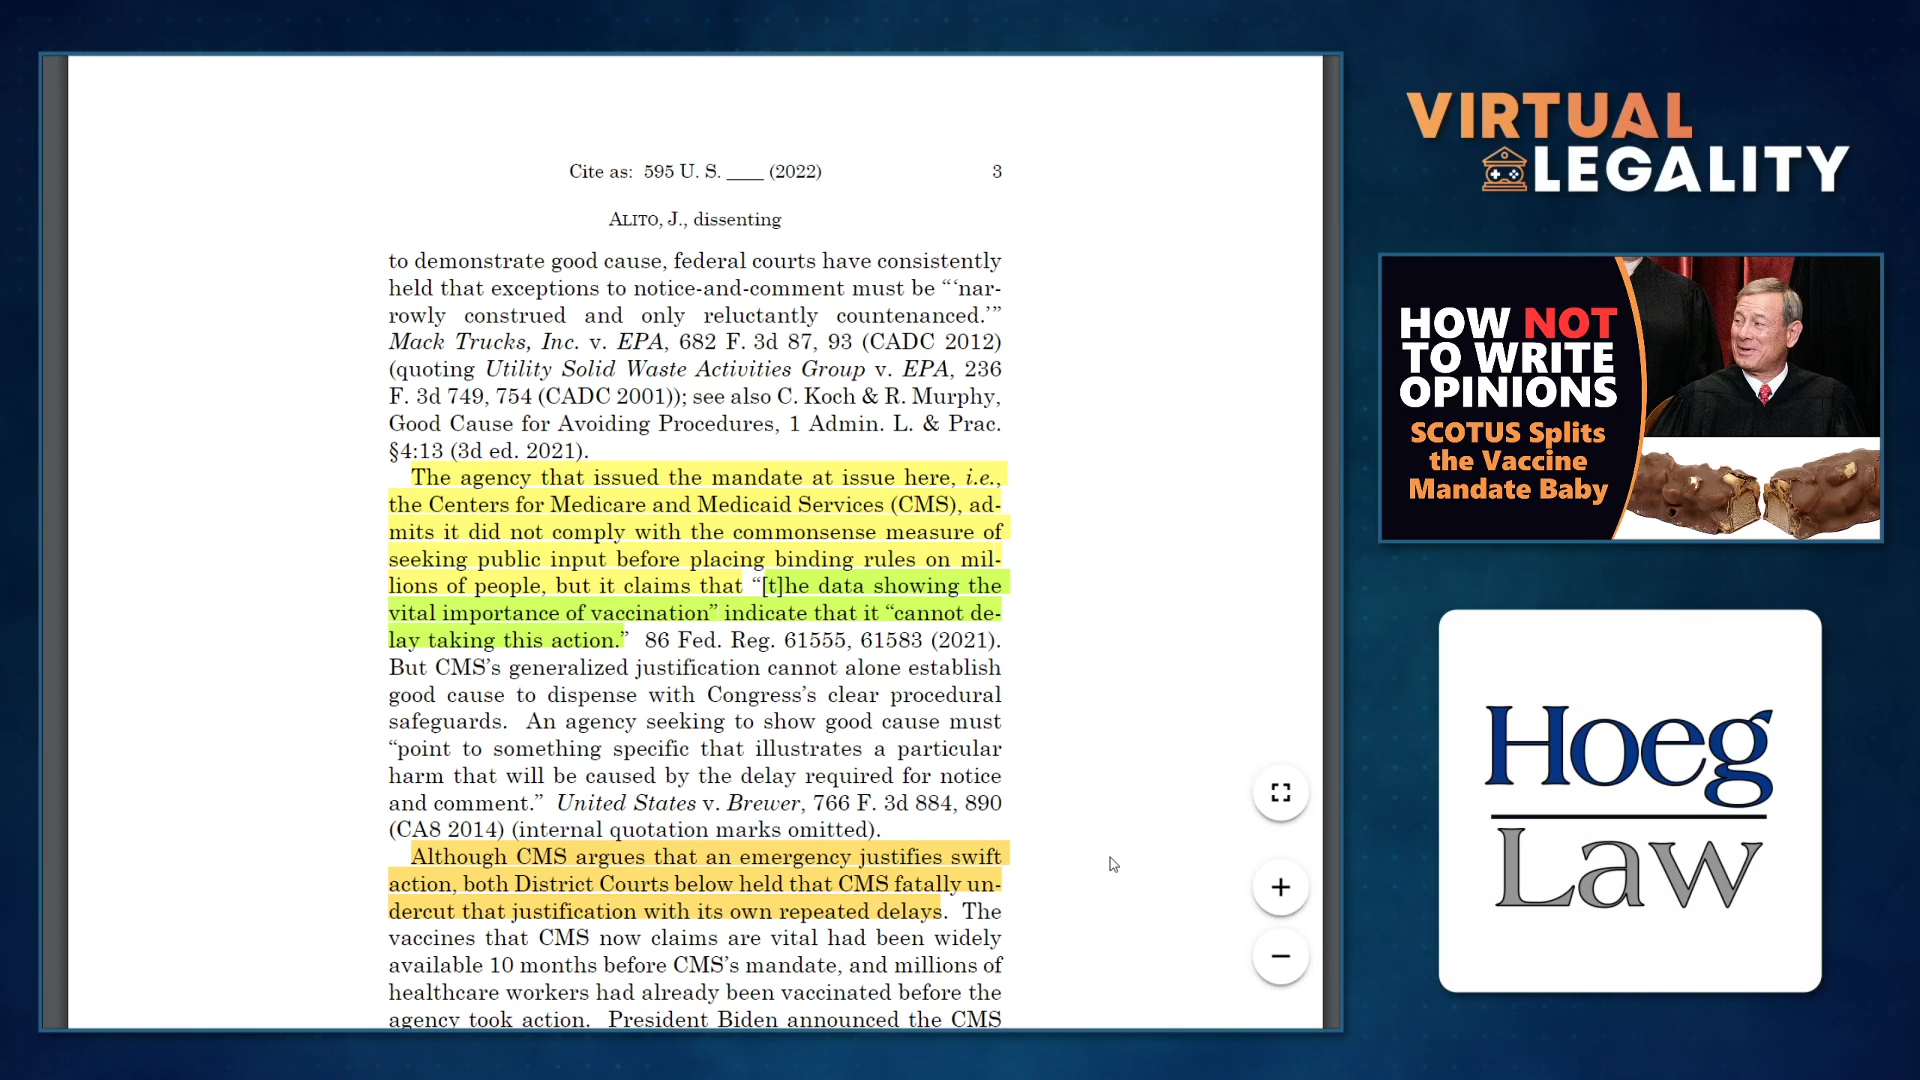 Cite as: 595 U. S. ____ (2022) 3
ALITO, J., dissenting
to demonstrate good cause, federal courts have consistently
held that exceptions to notice-and-comment must be “‘nar-
rowly construed and only reluctantly countenanced.’”
Mack Trucks, Inc. v. EPA, 682 F. 3d 87, 93 (CADC 2012)
(quoting Utility Solid Waste Activities Group v. EPA, 236
F. 3d 749, 754 (CADC 2001)); see also C. Koch & R. Murphy,
Good Cause for Avoiding Procedures, 1 Admin. L. & Prac.
§4:13 (3d ed. 2021).
The agency that issued the mandate at issue here, i.e.,
the Centers for Medicare and Medicaid Services (CMS), ad-
mits it did not comply with the commonsense measure of
seeking public input before placing binding rules on mil-
lions of people, but it claims that “[t]he data showing the
vital importance of vaccination” indicate that it “cannot de-
lay taking this action.” 86 Fed. Reg. 61555, 61583 (2021).
But CMS’s generalized justification cannot alone establish
good cause to dispense with Congress’s clear procedural
safeguards. An agency seeking to show good cause must
“point to something specific that illustrates a particular
harm that will be caused by the delay required for notice
and comment.” United States v. Brewer, 766 F. 3d 884, 890
(CA8 2014) (internal quotation marks omitted).
Although CMS argues that an emergency justifies swift
action, both District Courts below held that CMS fatally un-
dercut that justification with its own repeated delays. The
vaccines that CMS now claims are vital had been widely
available 10 months before CMS’s mandate, and millions of
healthcare workers had already been vaccinated before the
agency took action. President Biden announced the CMS
VIRTUAL
LEGALITY
HOW NOT
TO WRITE
OPINIONS
SCOTUS Splits
the Vaccine
Mandate Baby
Hoeg
Law